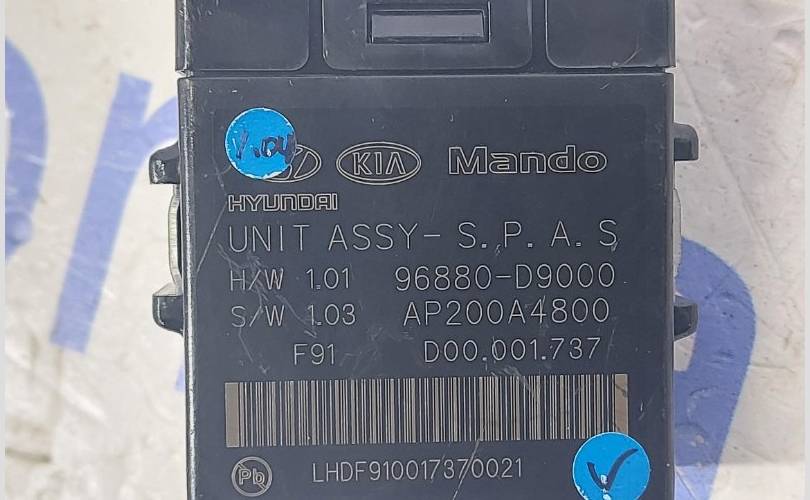 V.04
KIA Mando
HYUNDAI
UNIT ASSY- S. P. A. S
H/W 1.01 96880-D9000
S/W 1.03 AP200A4800
F91 D00.001.737
Pb
LHDF910017370021